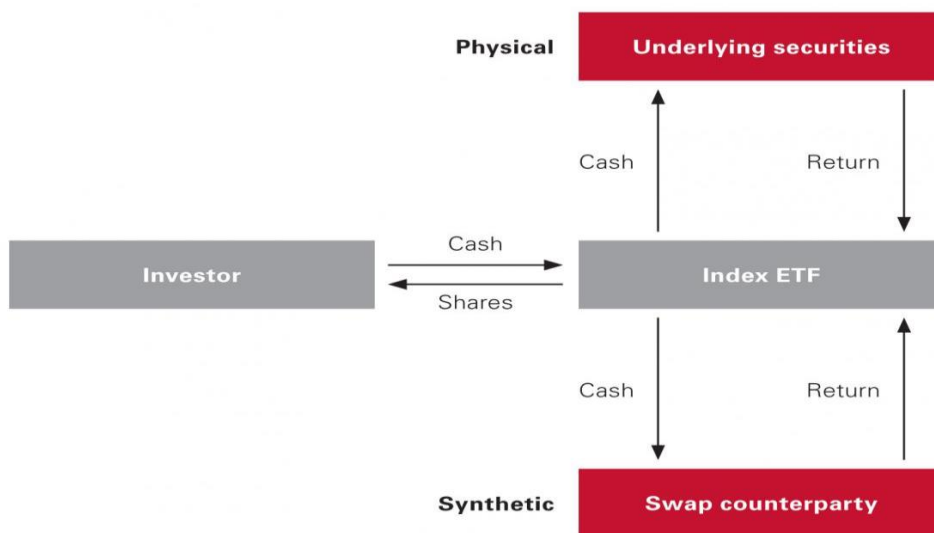 Physical
Underlying securities
Cash
Return
Investor
Cash
Shares
Index ETF
Cash
Return
Synthetic
Swap counterparty